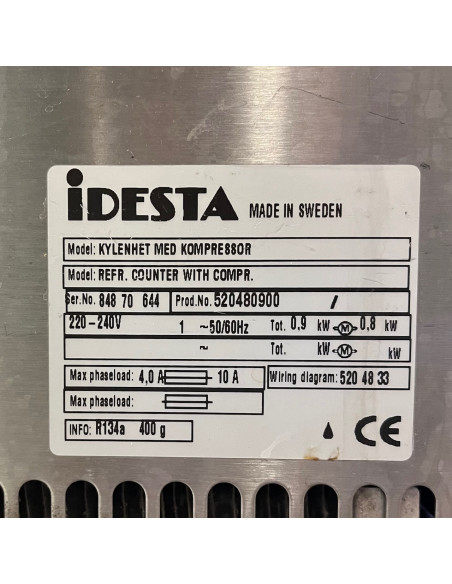 iDESTA MADE IN SWEDEN
Model: KYLENHET MED KOMPRESSOR
Model: REFR. COUNTER WITH COMPR.
Ser.No. 848 70 644 Prod.No. 520480900 /
220-240V 1 ~50/60Hz Tot. 0,9 kW M 0,8 kW
~ Tot. kW M kW
Max phaseload: 4,0A 10 A Wiring diagram: 520 48 33
Max phaseload:
INFO: R134a 400 g
CE